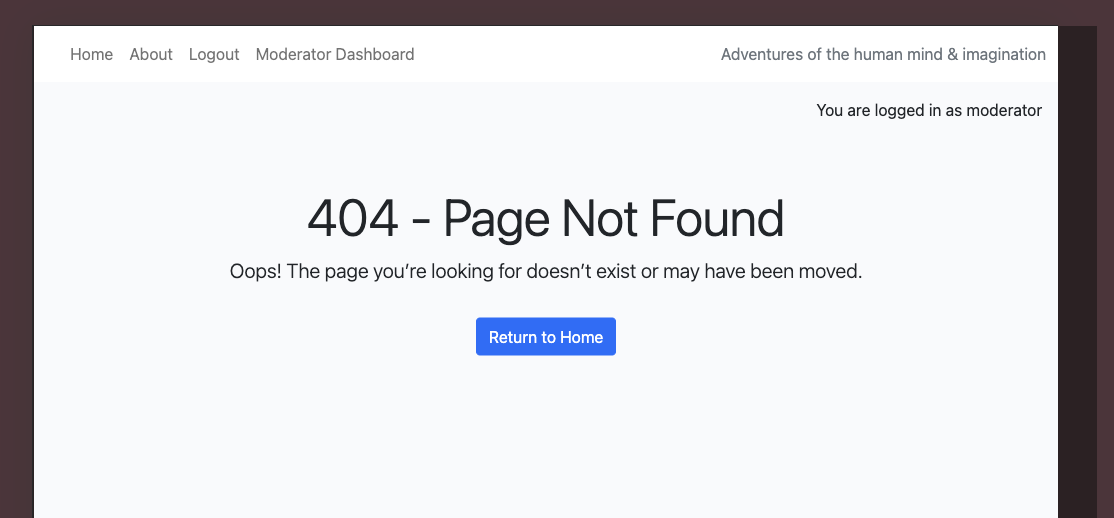 Home About Logout Moderator Dashboard Adventures of the human mind & imagination
You are logged in as moderator
404 - Page Not Found
Oops! The page you’re looking for doesn’t exist or may have been moved.
Return to Home